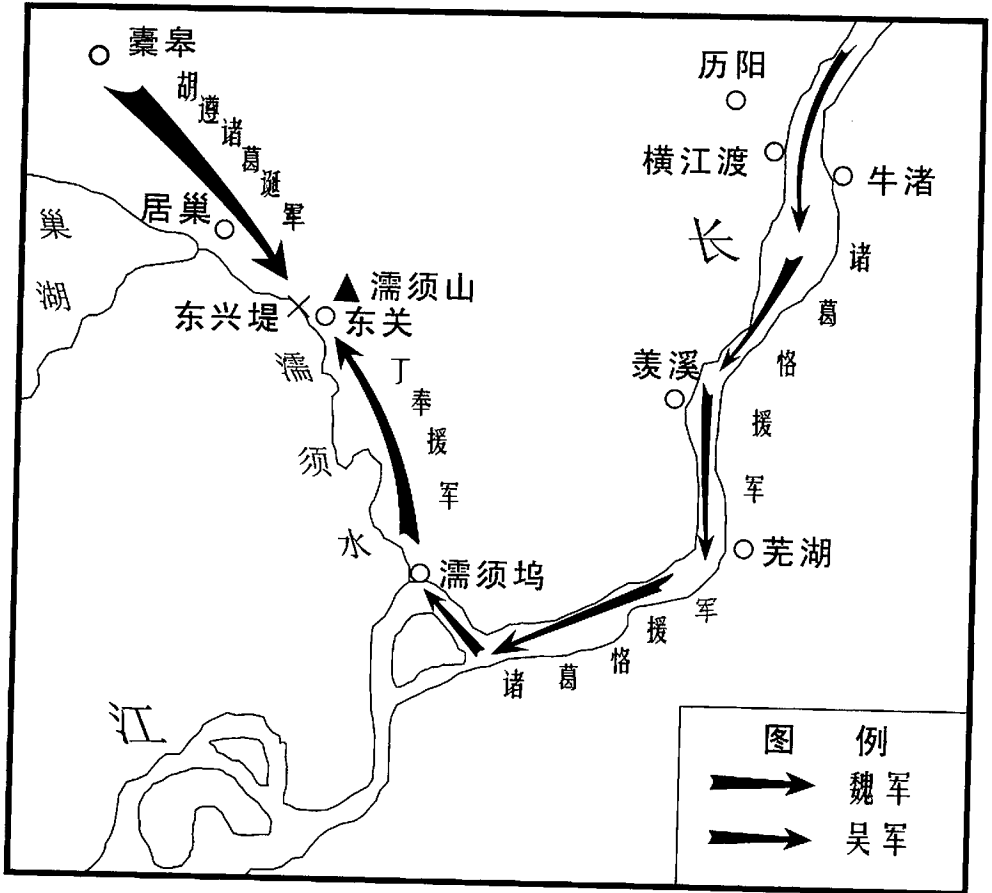 橐皋
胡遵诸葛诞军
历阳
横江渡
牛渚
居巢
巢湖
长
诸葛恪援军
濡须山
东兴堤
东关
濡须水
丁奉援军
羡溪
芜湖
濡须坞
诸葛恪援军
江
图例
魏军
吴军